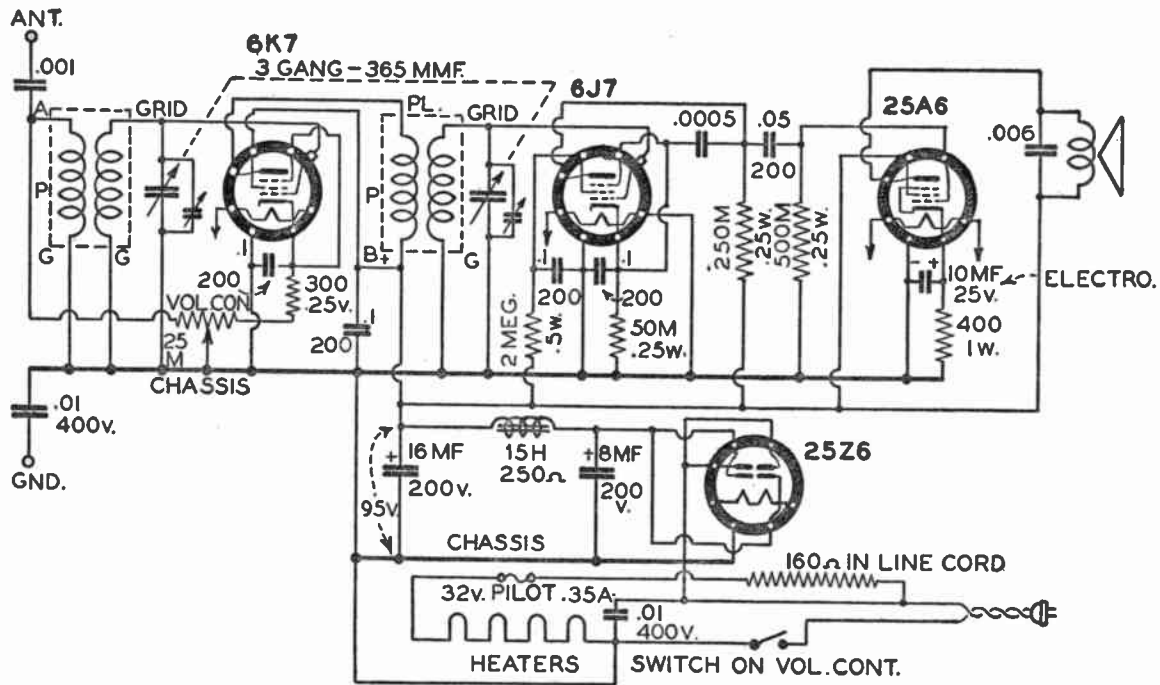 ANT.
.001
6K7
3 GANG-365 MMF.
6J7
25A6
A
GRID
PL.
GRID
.0005
.05
200
.006
P
G
G
P
B+
G
.1
200
VOL.CON.
25
M
300
.25v.
.1
200
.1
200
.1
200
2 MEG.
.5w.
50M
.25w.
.250M
.25w.
500M
.25w.
- +
10MF
25v.
ELECTRO.
400
1w.
CHASSIS
.01
400v.
GND.
+
16MF
200v.
95V.
15H
250Ω
+
8MF
200
v.
25Z6
CHASSIS
160Ω IN LINE CORD
32v. PILOT .35A.
.01
400V.
HEATERS
SWITCH ON VOL.CONT.